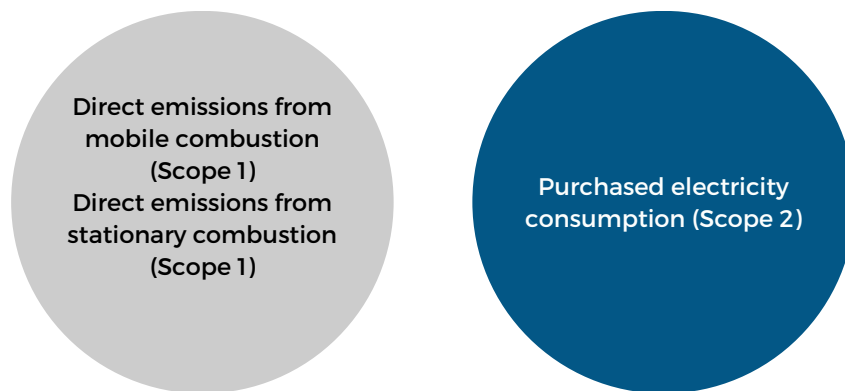 Direct emissions from
mobile combustion
(Scope 1)
Direct emissions from
stationary combustion
(Scope 1)
Purchased electricity
consumption (Scope 2)